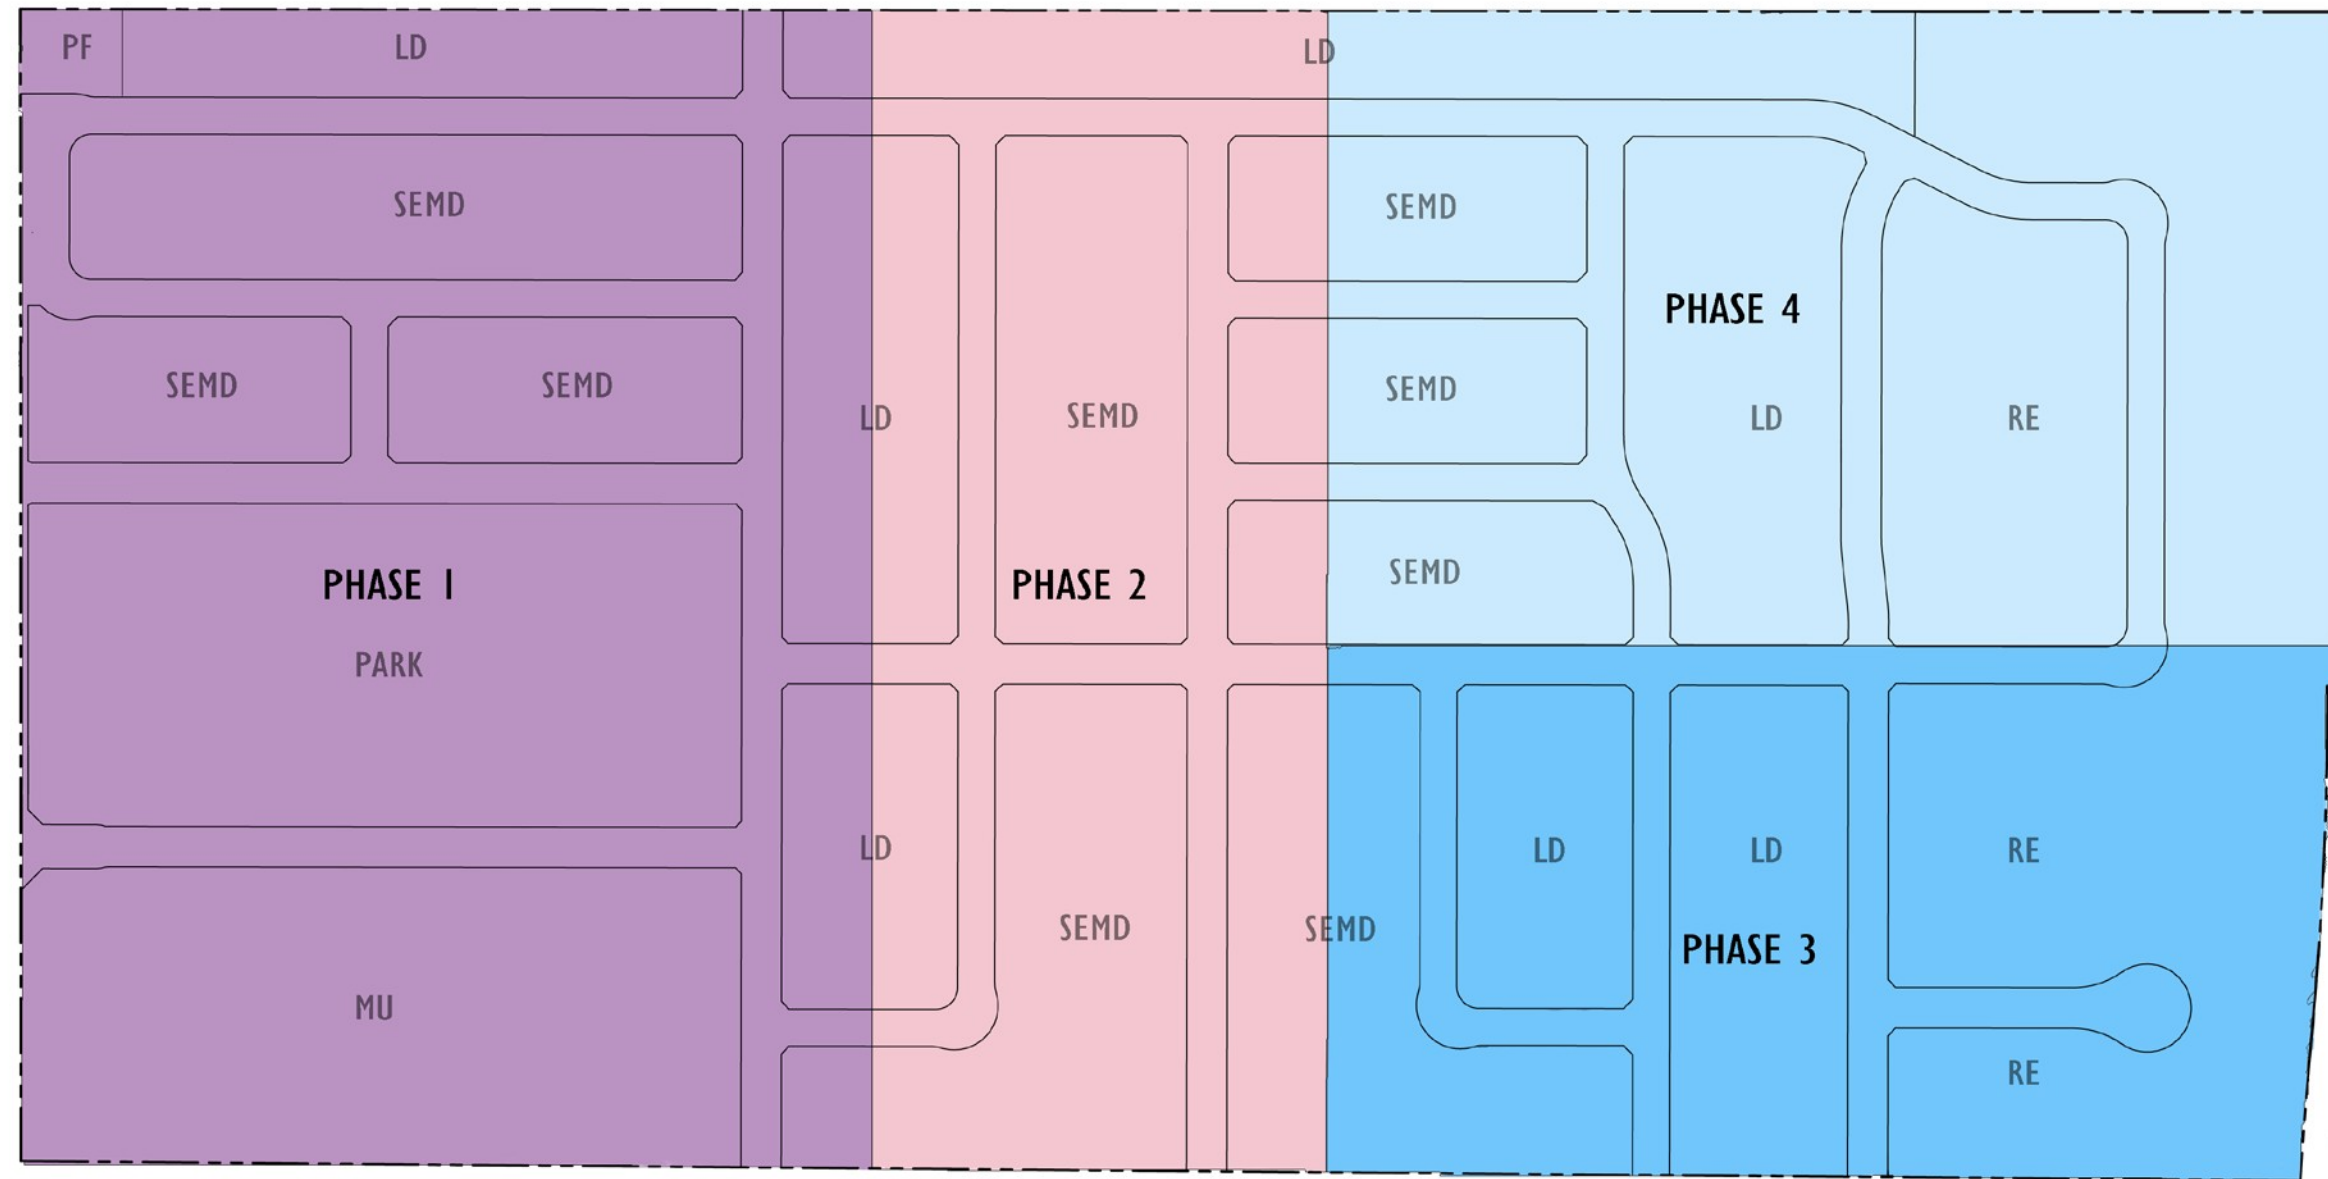 PF
LD
LD
SEMD
SEMD
SEMD
SEMD
SEMD
LD
SEMD
LD
RE
PHASE 4
SEMD
PHASE 1
PHASE 2
PARK
LD
LD
LD
RE
SEMD
SEMD
PHASE 3
MU
RE